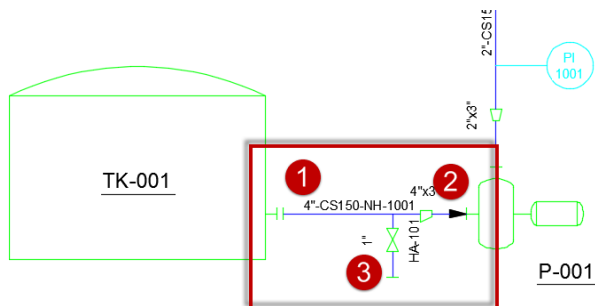 2"-CS15
PI
1001
2"x3"
TK-001
1
4"x3
2
4"-CS150-NH-1001
1"
HA-101
3
P-001